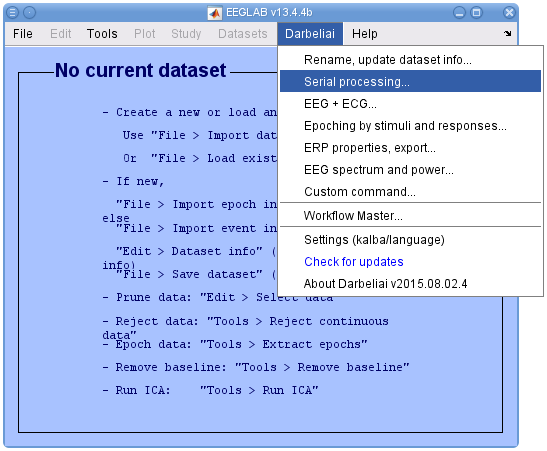 EEGLAB v13.4.4b
File Edit Tools Plot Study Datasets Darbeliai Help
No current dataset
- Create a new or load an
Use "File > Import dat
Or "File > Load exist
- If new,
"File > Import epoch in
else
"File > Import event in
"Edit > Dataset info" (
info)
"File > Save dataset" (
- Prune data: "Edit > Select data"
- Reject data: "Tools > Reject continuous
data"
- Epoch data: "Tools > Extract epochs"
- Remove baseline: "Tools > Remove baseline"
- Run ICA: "Tools > Run ICA"
Rename, update dataset info...
Serial processing...
EEG + ECG...
Epoching by stimuli and responses...
ERP properties, export...
EEG spectrum and power...
Custom command...
Workflow Master...
Settings (kalba/language)
Check for updates
About Darbeliai v2015.08.02.4